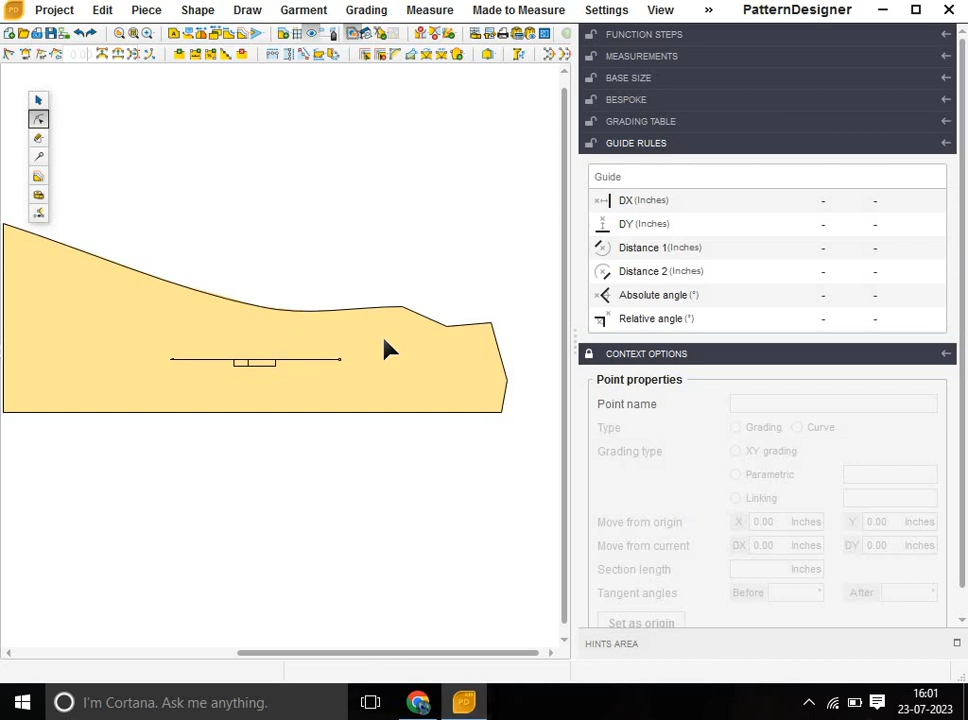 Project Edit Piece Shape Draw Garment Grading Measure Made to Measure Settings View » PatternDesigner
FUNCTION STEPS
MEASUREMENTS
BASE SIZE
BESPOKE
GRADING TABLE
GUIDE RULES
Guide
DX (Inches) - -
DY (Inches) - -
Distance 1(Inches) - -
Distance 2 (Inches) - -
Absolute angle (°) - -
Relative angle (°) - -
CONTEXT OPTIONS
Point properties
Point name
Type Grading Curve
Grading type XY grading
Parametric
Linking
Move from origin X 0.00 Inches Y 0.00 Inches
Move from current DX 0.00 Inches DY 0.00 Inches
Section length Inches
Tangent angles Before ° After °
Set as origin
HINTS AREA
I'm Cortana. Ask me anything.
16:01
23-07-2023